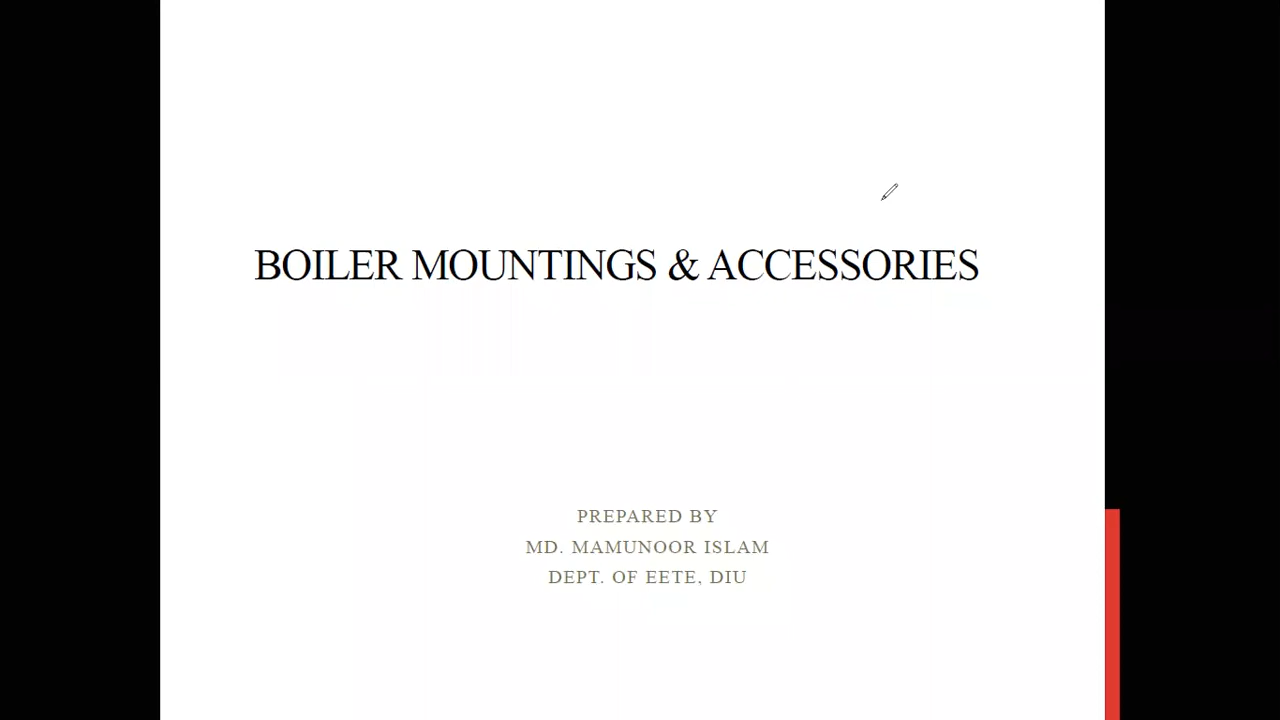 BOILER MOUNTINGS & ACCESSORIES
PREPARED BY
MD. MAMUNOOR ISLAM
DEPT. OF EETE, DIU